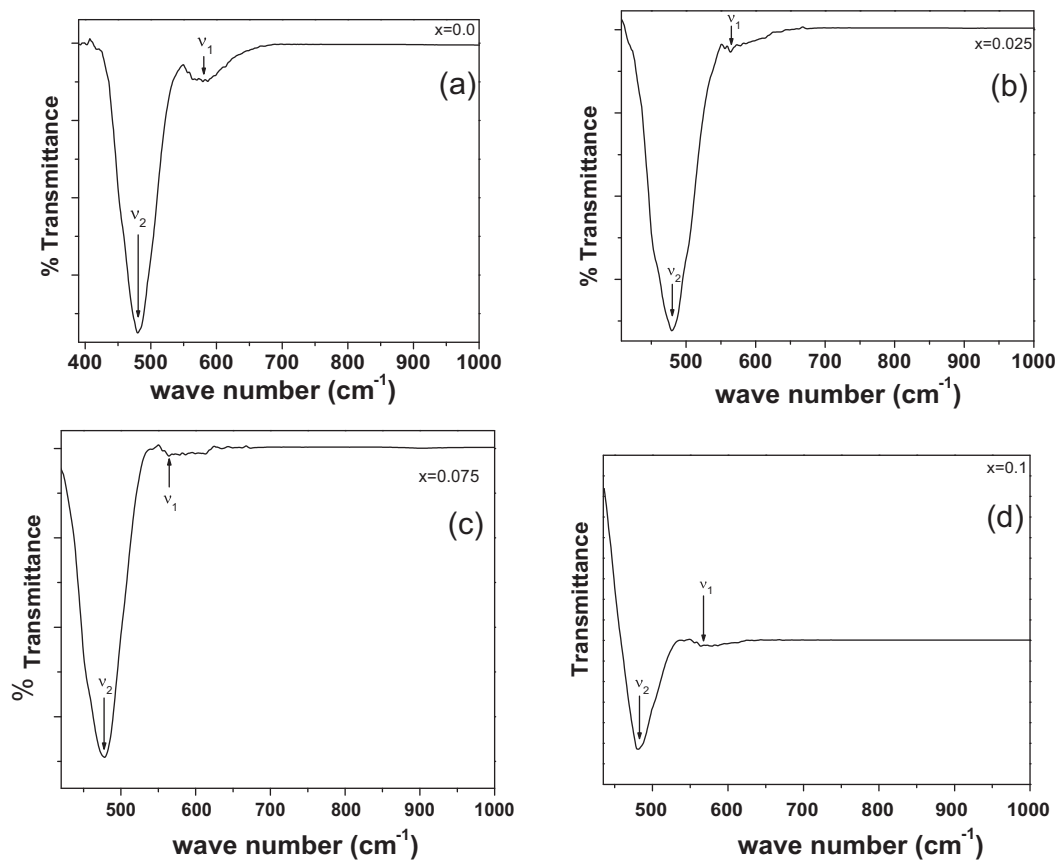 x=0.0
ν₁
(a)
ν₂
% Transmittance
400 500 600 700 800 900 1000
wave number (cm⁻¹)
x=0.025
ν₁
(b)
ν₂
% Transmittance
500 600 700 800 900 1000
wave number (cm⁻¹)
x=0.075
ν₁
(c)
ν₂
% Transmittance
500 600 700 800 900 1000
wave number (cm⁻¹)
x=0.1
(d)
ν₁
ν₂
Transmittance
500 600 700 800 900 1000
wave number (cm⁻¹)